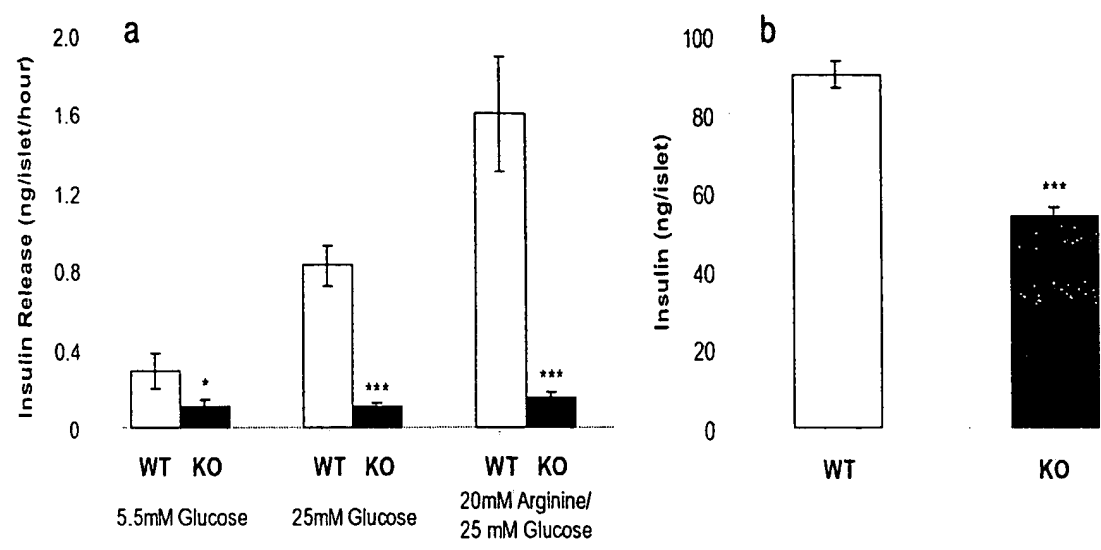 a
Insulin Release (ng/islet/hour)
2.0
1.6
1.2
0.8
0.4
0
*
***
***
WT KO
WT KO
WT KO
5.5mM Glucose
25mM Glucose
20mM Arginine/
25 mM Glucose
b
Insulin (ng/islet)
100
80
60
40
20
0
***
WT
KO